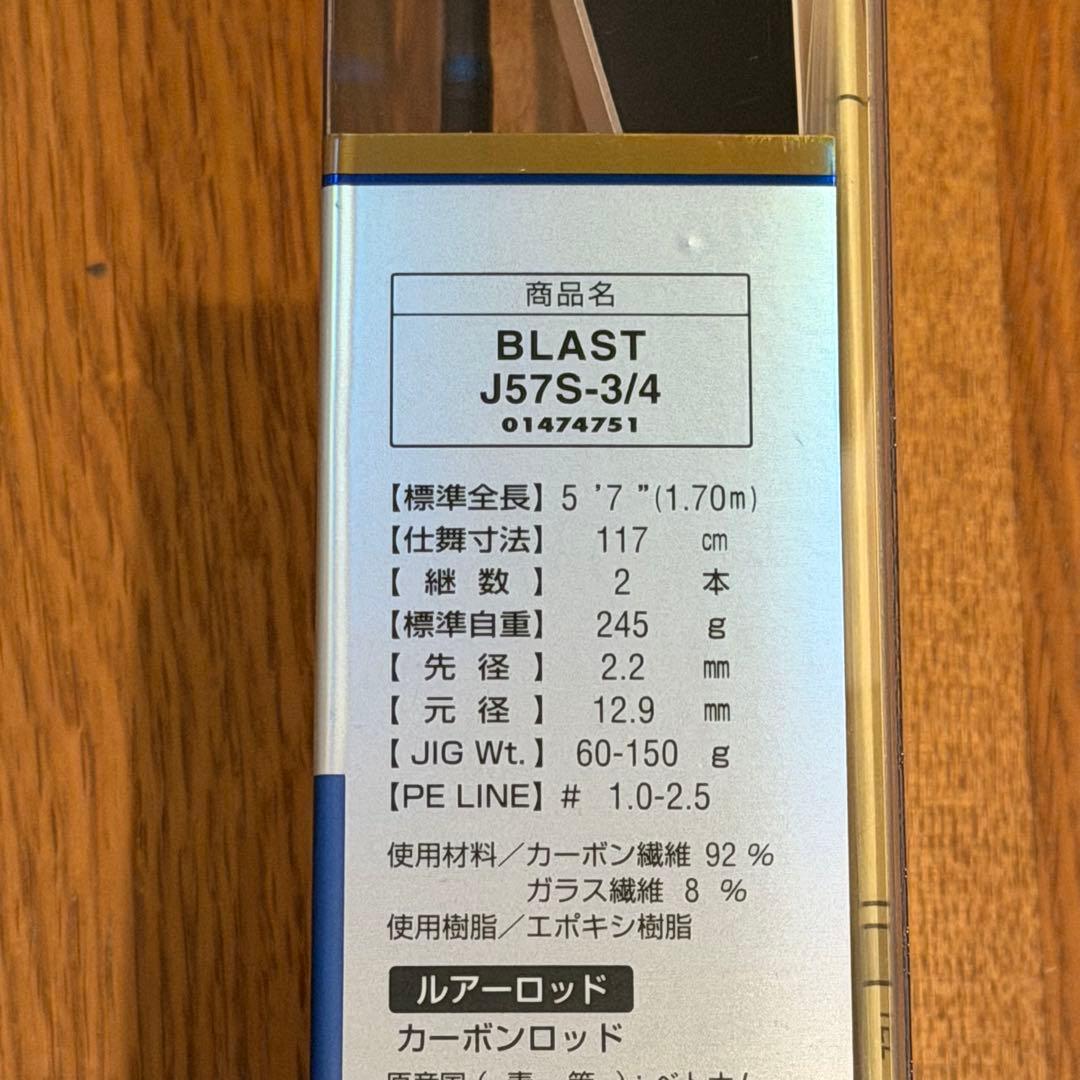 商品名
BLAST
J57S-3/4
01474751
【標準全長】5 '7 "(1.70m)
【仕舞寸法】 117 cm
【 継 数 】 2 本
【標準自重】 245 g
【 先 径 】 2.2 mm
【 元 径 】 12.9 mm
【 JIG Wt. 】 60-150 g
【PE LINE】# 1.0-2.5
使用材料／カーボン繊維 92 %
ガラス繊維 8 %
使用樹脂／エポキシ樹脂
ルアーロッド
カーボンロッド